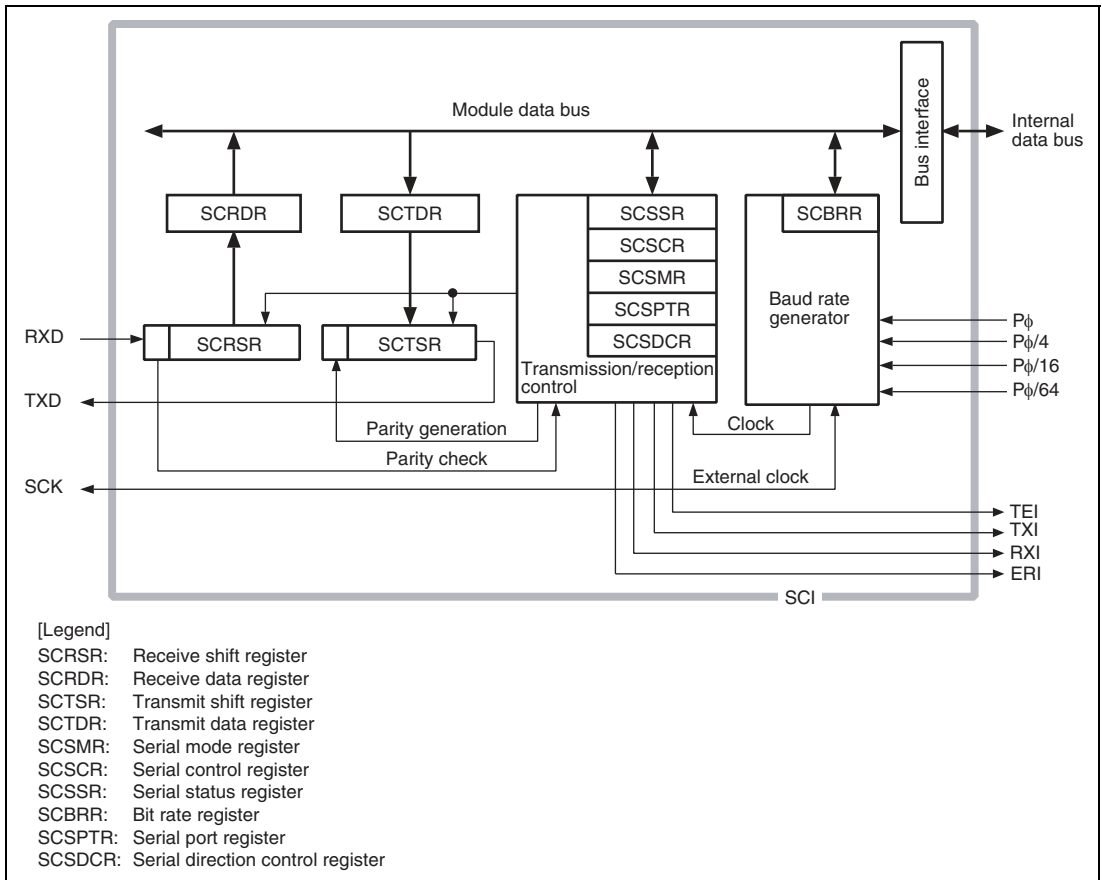 Module data bus
Bus interface
Internal
data bus
SCRDR
SCTDR
SCSSR
SCSCR
SCSMR
SCSPTR
SCSDCR
Transmission/reception
control
SCBRR
Baud rate
generator
RXD
SCRSR
SCTSR
TXD
Pφ
Pφ/4
Pφ/16
Pφ/64
Parity generation
Parity check
Clock
SCK
External clock
TEI
TXI
RXI
ERI
SCI
[Legend]
SCRSR: Receive shift register
SCRDR: Receive data register
SCTSR: Transmit shift register
SCTDR: Transmit data register
SCSMR: Serial mode register
SCSCR: Serial control register
SCSSR: Serial status register
SCBRR: Bit rate register
SCSPTR: Serial port register
SCSDCR: Serial direction control register